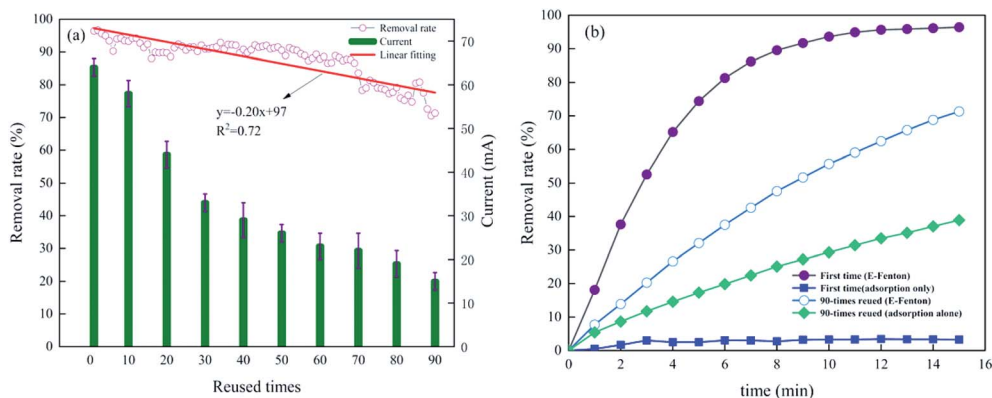 (a)
Removal rate
Current
Linear fitting
y=-0.20x+97
R²=0.72
Removal rate (%)
100
90
80
70
60
50
40
30
20
10
0
70
60
50
40
30
20
10
0
Current (mA)
0 10 20 30 40 50 60 70 80 90
Reused times
(b)
Removal rate (%)
100
90
80
70
60
50
40
30
20
10
0
First time (E-Fenton)
First time(adsorption only)
90-times reued (E-Fenton)
90-times reued (adsorption alone)
0 2 4 6 8 10 12 14 16
time (min)